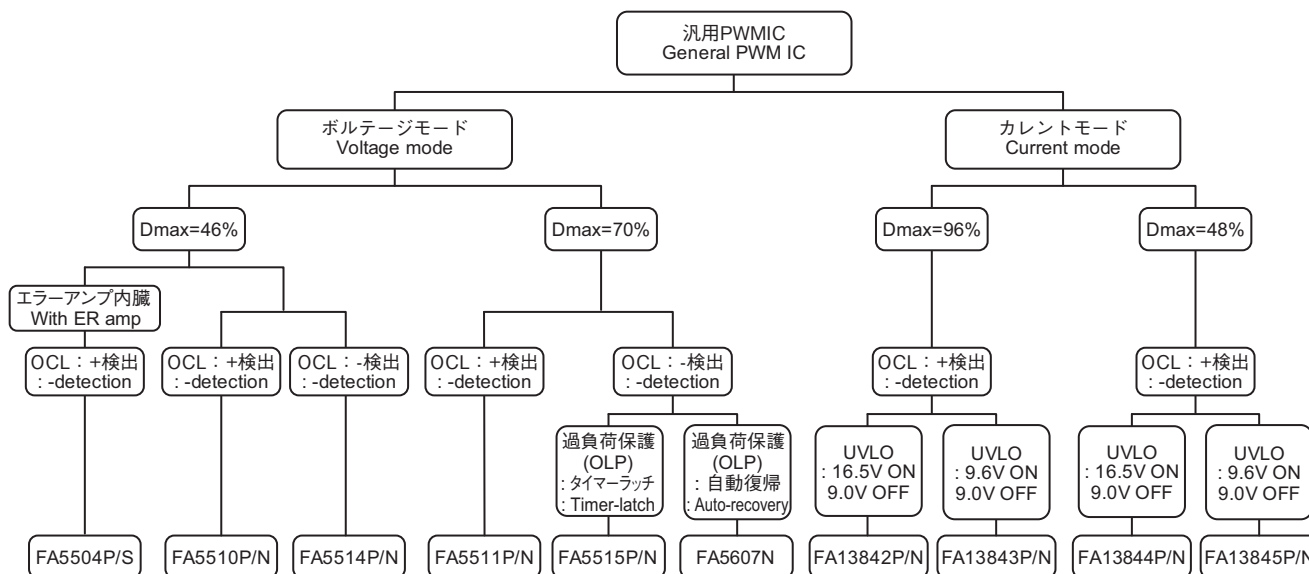 汎用PWMIC
General PWM IC
ボルテージモード
Voltage mode
カレントモード
Current mode
Dmax=46%
Dmax=70%
Dmax=96%
Dmax=48%
エラーアンプ内臓
With ER amp
OCL：+検出
: -detection
OCL：+検出
: -detection
OCL：-検出
: -detection
OCL：+検出
: -detection
OCL：-検出
: -detection
OCL：+検出
: -detection
OCL：+検出
: -detection
過負荷保護
(OLP)
: タイマーラッチ
: Timer-latch
過負荷保護
(OLP)
: 自動復帰
: Auto-recovery
UVLO
: 16.5V ON
9.0V OFF
UVLO
: 9.6V ON
9.0V OFF
UVLO
: 16.5V ON
9.0V OFF
UVLO
: 9.6V ON
9.0V OFF
FA5504P/S
FA5510P/N
FA5514P/N
FA5511P/N
FA5515P/N
FA5607N
FA13842P/N
FA13843P/N
FA13844P/N
FA13845P/N